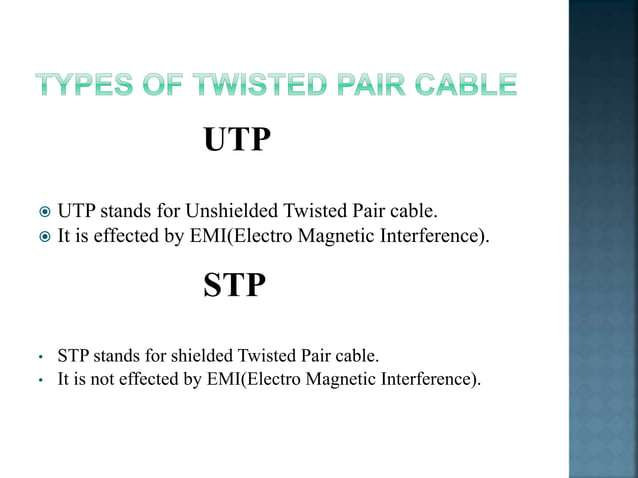 TYPES OF TWISTED PAIR CABLE
UTP
UTP stands for Unshielded Twisted Pair cable.
It is effected by EMI(Electro Magnetic Interference).
STP
STP stands for shielded Twisted Pair cable.
It is not effected by EMI(Electro Magnetic Interference).